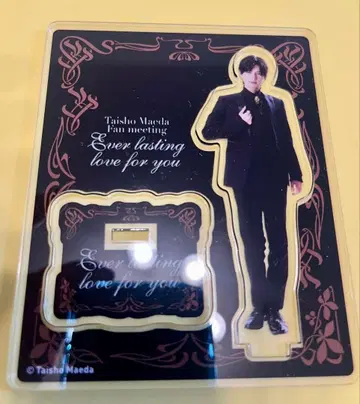 Taisho Maeda
Fan meeting
Ever lasting
love for you
Ever lasting
love for you
© Taisho Maeda